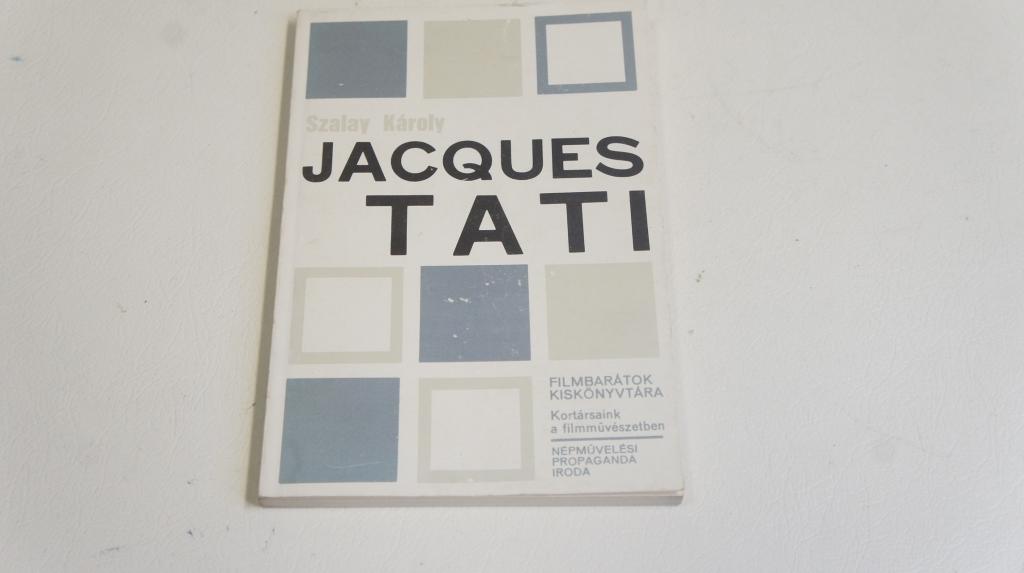 Szalay Károly
JACQUES
TATI
FILMBARÁTOK
KISKÖNYVTÁRA
Kortársaink
a filmművészetben
NÉPMŰVELÉSI
PROPAGANDA
IRODA